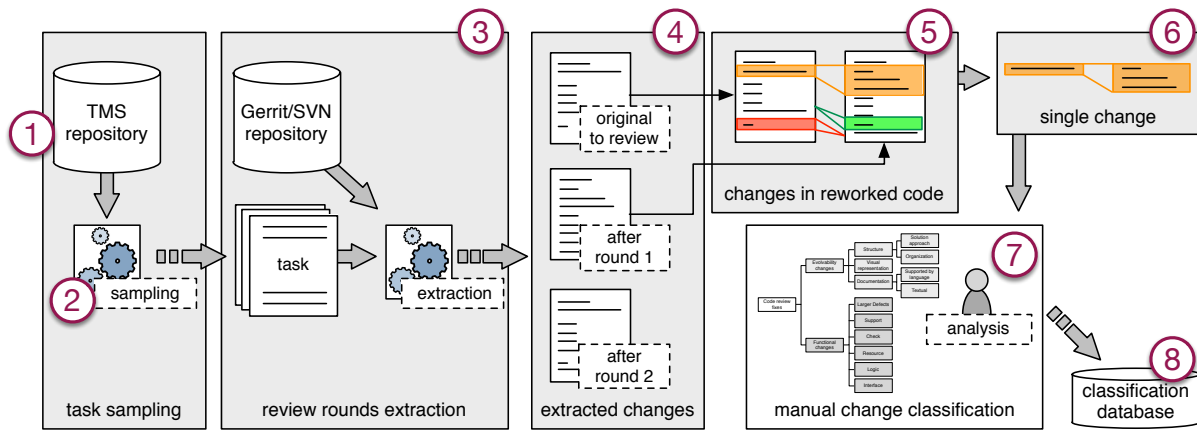 1
TMS
repository
2
sampling
task sampling
3
Gerrit/SVN
repository
task
extraction
review rounds extraction
4
original
to review
after
round 1
after
round 2
extracted changes
5
changes in reworked code
6
single change
7
Code review
fixes
Evolvability
changes
Structure
Visual
representation
Documentation
Solution
approach
Organization
Supported by
language
Textual
Functional
changes
Larger Defects
Support
Check
Resource
Logic
Interface
analysis
manual change classification
8
classification
database